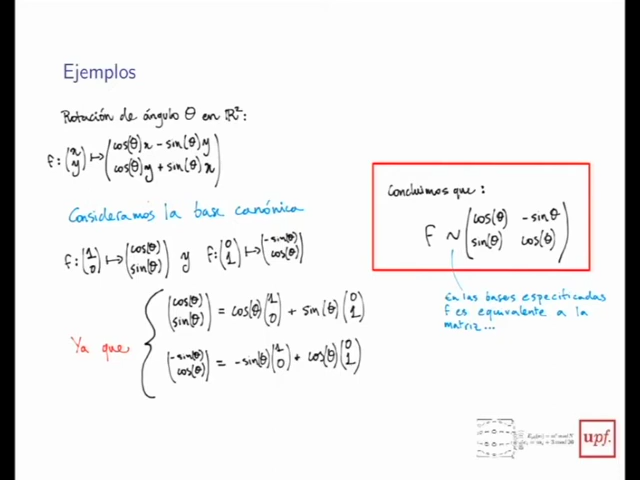 Ejemplos
Rotación de ángulo θ en ℝ²:
f: (x y) ↦ (cos(θ)x - sin(θ)y
cos(θ)y + sin(θ)x)
Consideramos la base canónica
f: (1 0) ↦ (cos(θ) sin(θ)) y f: (0 1) ↦ (-sin(θ) cos(θ))
Ya que
(cos(θ) sin(θ)) = cos(θ) (1 0) + sin(θ) (0 1)
(-sin(θ) cos(θ)) = -sin(θ) (1 0) + cos(θ) (0 1)
Concluimos que:
f ~ (cos(θ) -sinθ
sin(θ) cos(θ))
En las bases especificadas
f es equivalente a la
matriz...
upf.